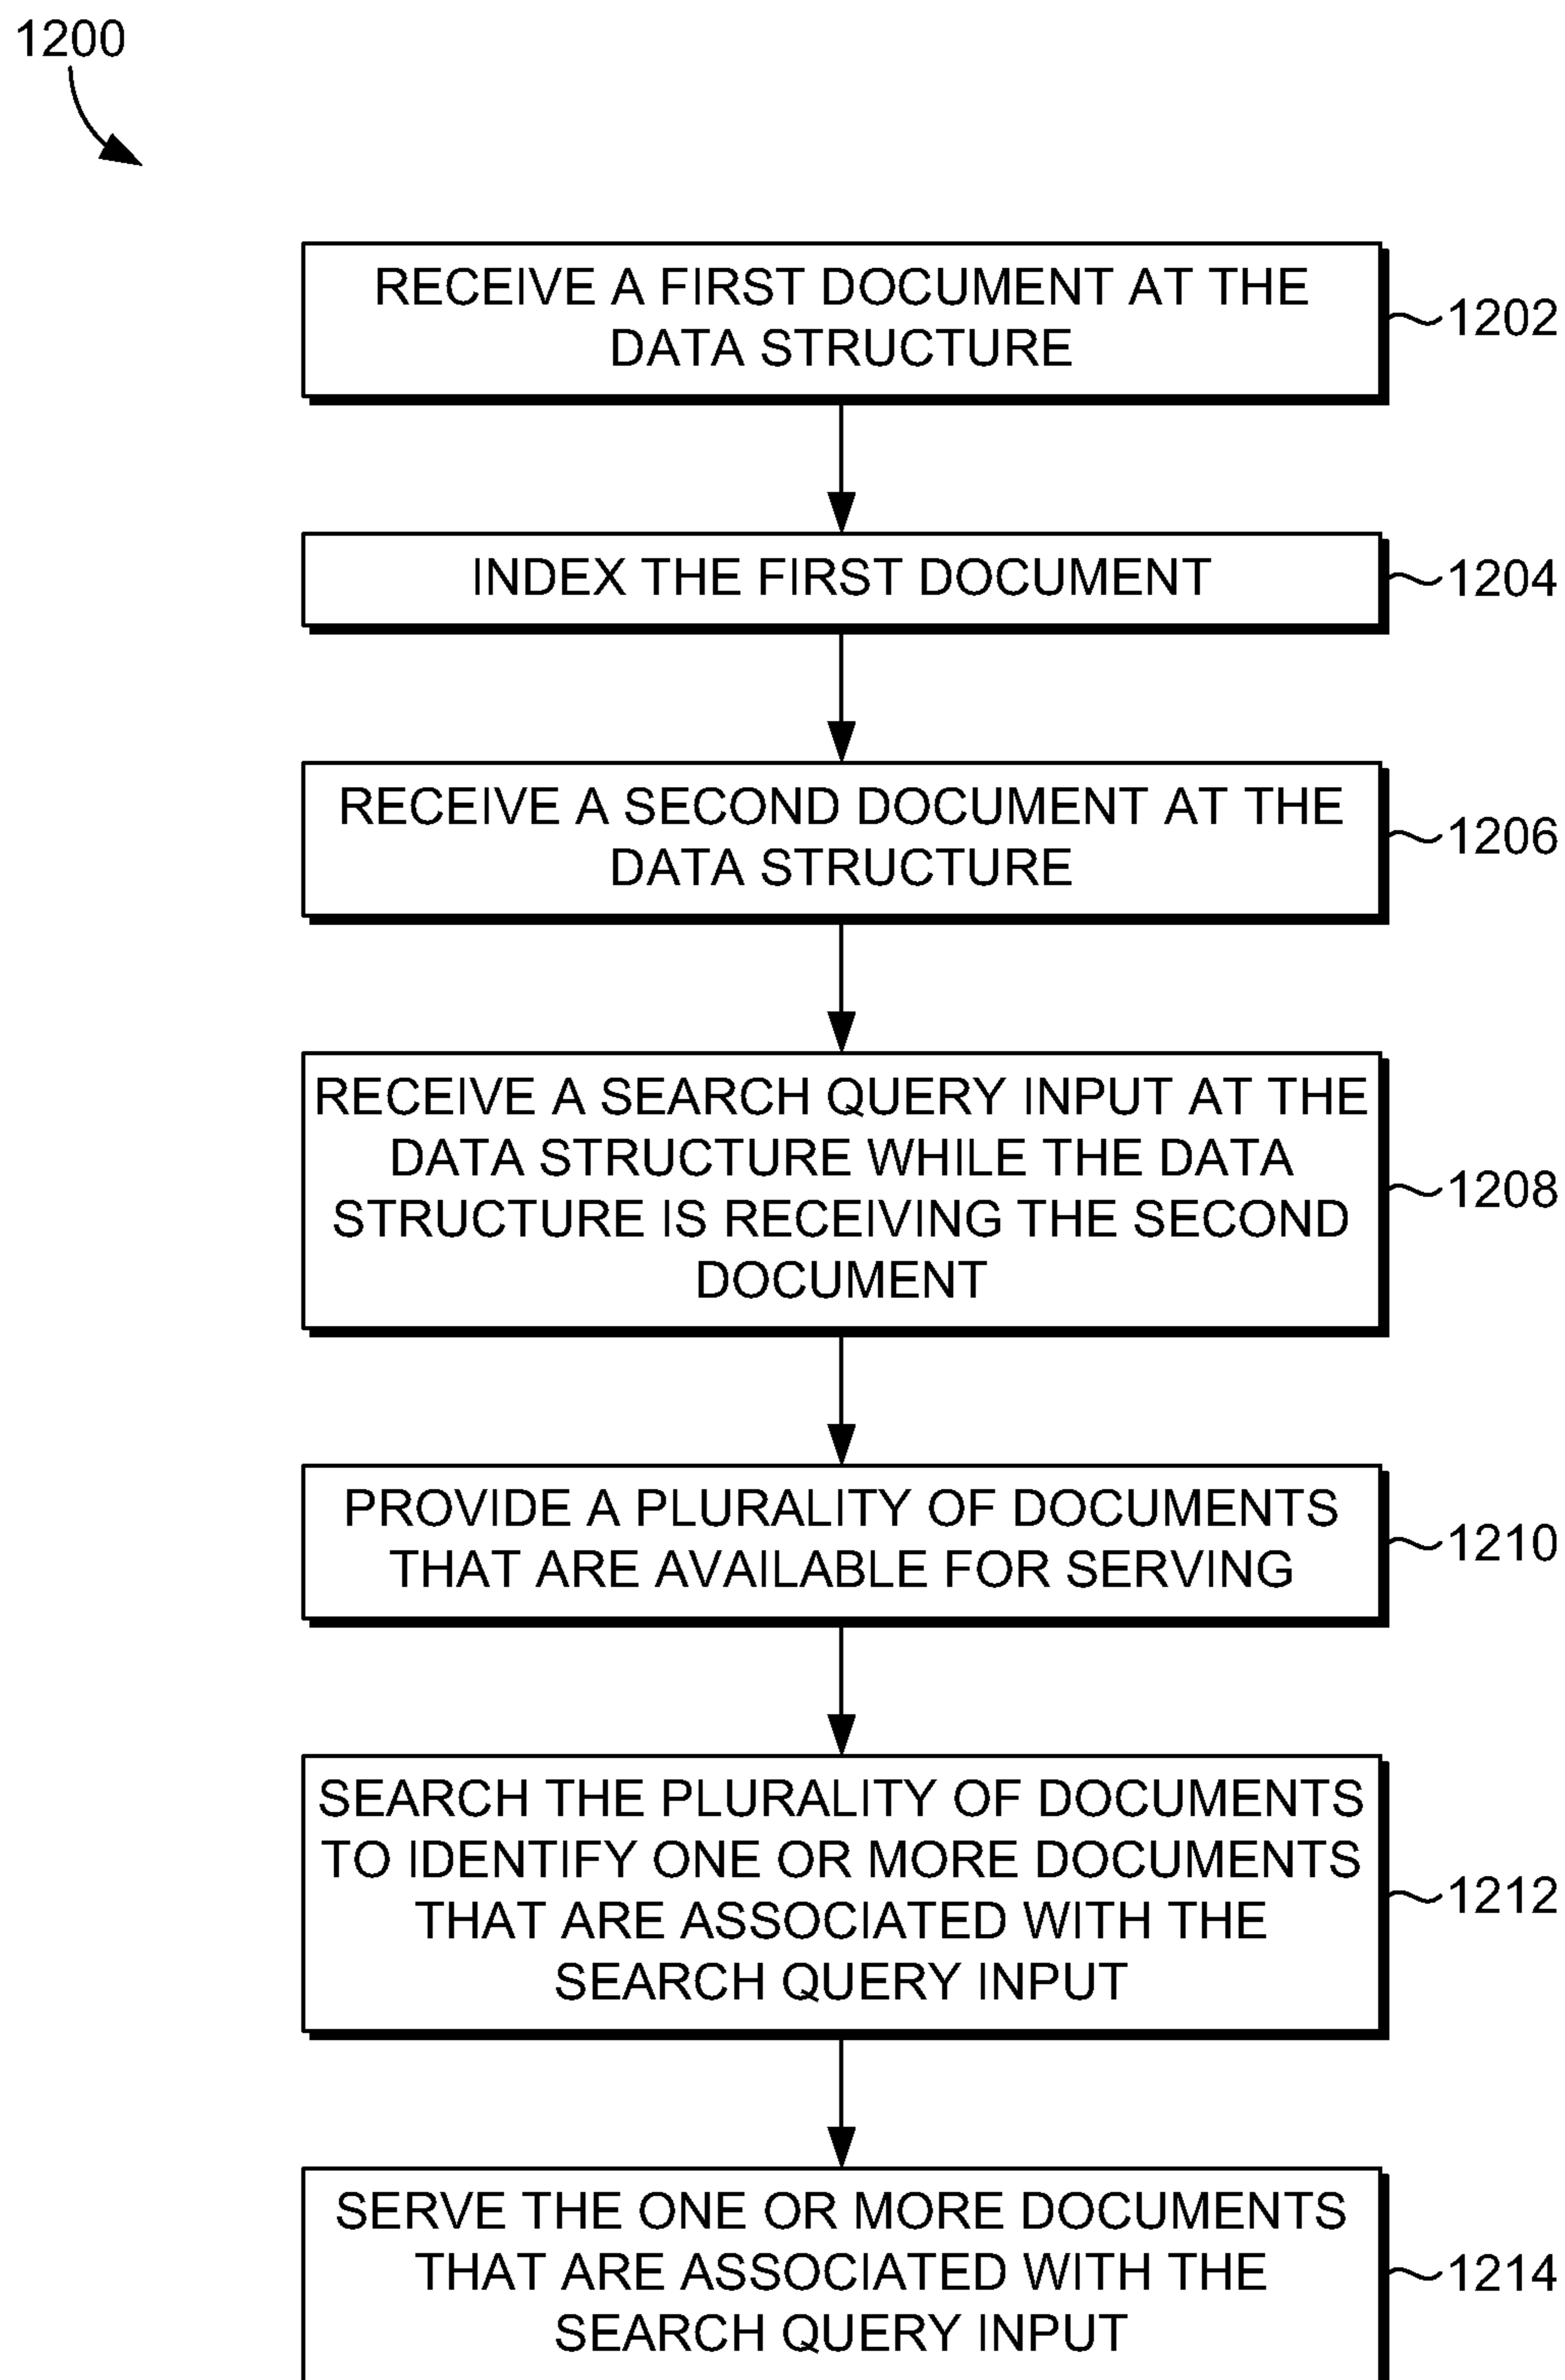 1200
RECEIVE A FIRST DOCUMENT AT THE
DATA STRUCTURE
1202
INDEX THE FIRST DOCUMENT
1204
RECEIVE A SECOND DOCUMENT AT THE
DATA STRUCTURE
1206
RECEIVE A SEARCH QUERY INPUT AT THE
DATA STRUCTURE WHILE THE DATA
STRUCTURE IS RECEIVING THE SECOND
DOCUMENT
1208
PROVIDE A PLURALITY OF DOCUMENTS
THAT ARE AVAILABLE FOR SERVING
1210
SEARCH THE PLURALITY OF DOCUMENTS
TO IDENTIFY ONE OR MORE DOCUMENTS
THAT ARE ASSOCIATED WITH THE
SEARCH QUERY INPUT
1212
SERVE THE ONE OR MORE DOCUMENTS
THAT ARE ASSOCIATED WITH THE
SEARCH QUERY INPUT
1214